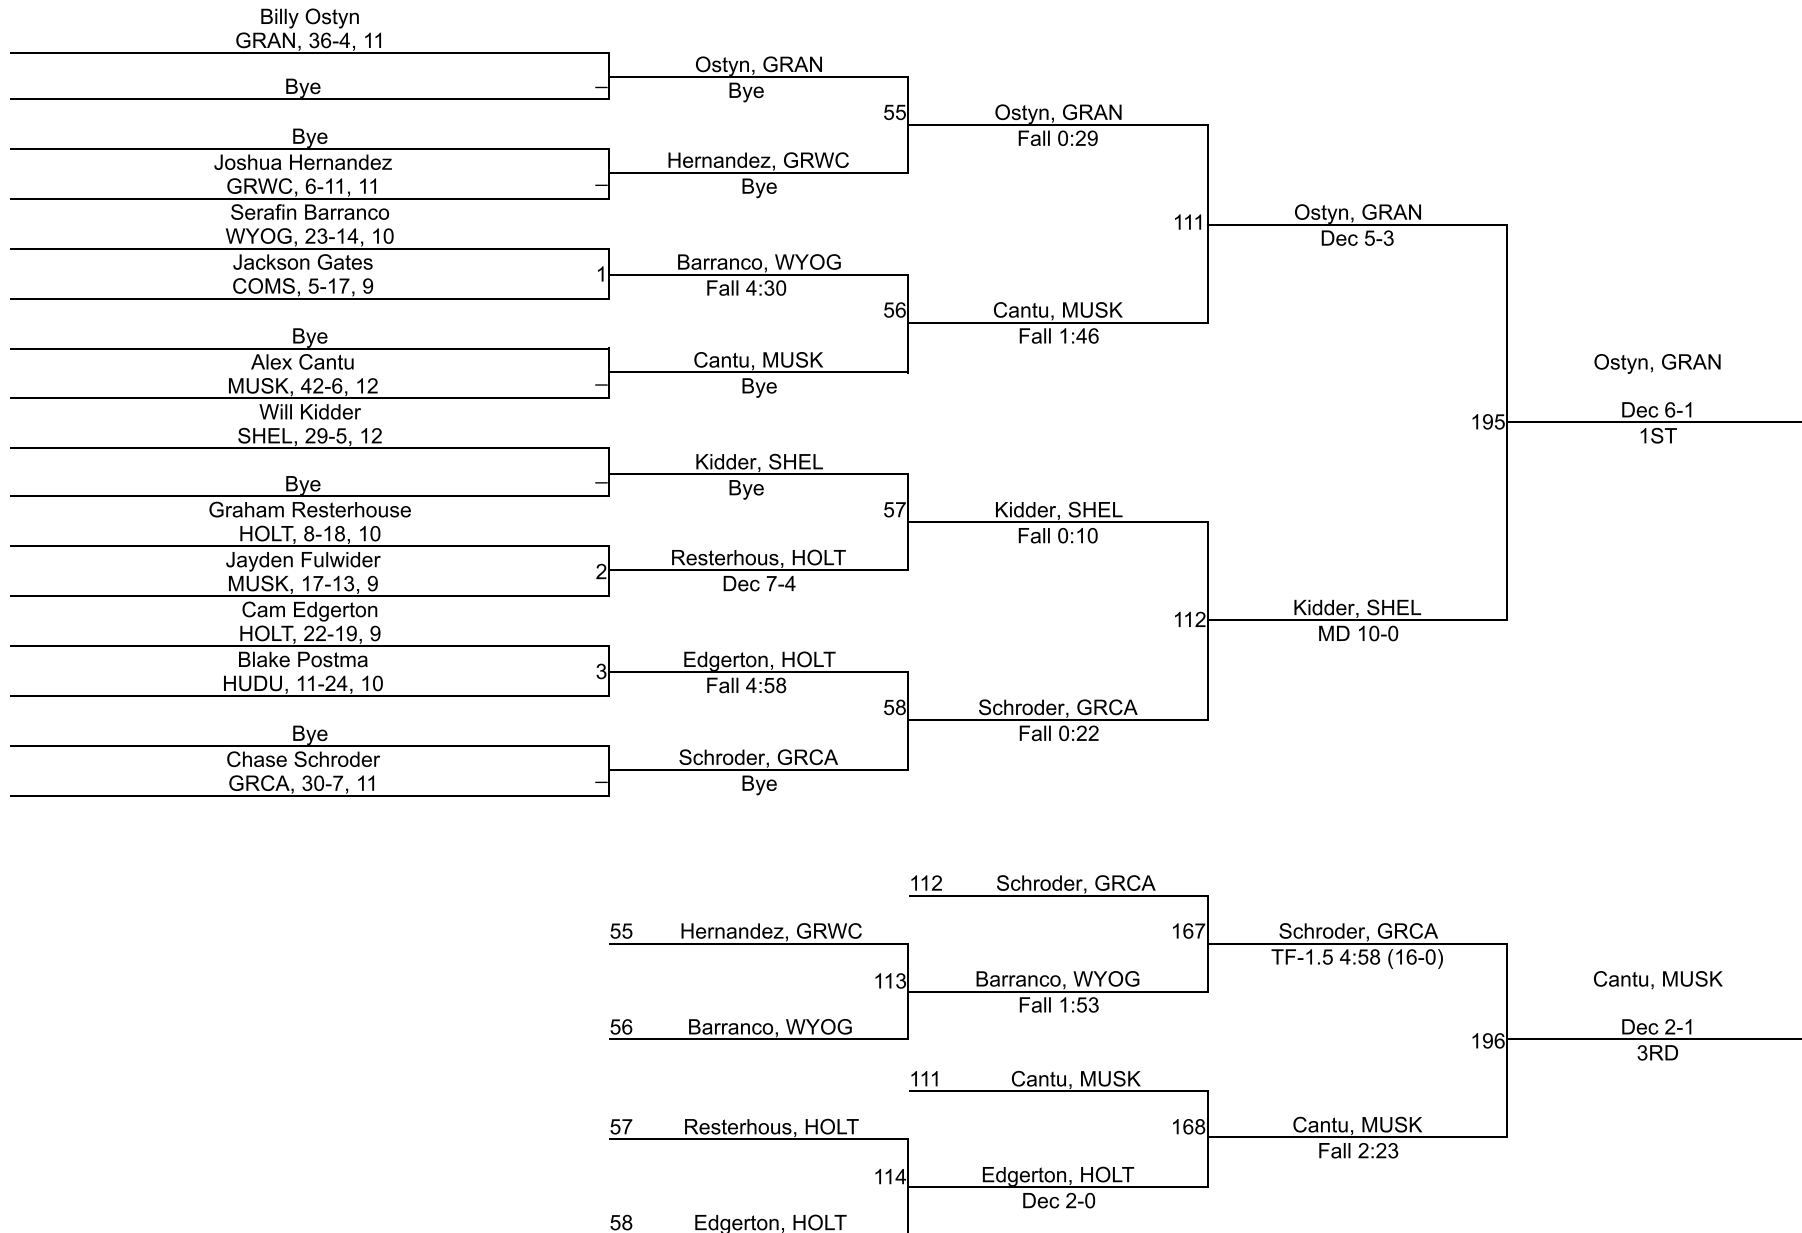 Billy Ostyn
GRAN, 36-4, 11
Bye
Bye
Joshua Hernandez
GRWC, 6-11, 11
Serafin Barranco
WYOG, 23-14, 10
Jackson Gates
COMS, 5-17, 9
Bye
Alex Cantu
MUSK, 42-6, 12
Will Kidder
SHEL, 29-5, 12
Bye
Graham Resterhouse
HOLT, 8-18, 10
Jayden Fulwider
MUSK, 17-13, 9
Cam Edgerton
HOLT, 22-19, 9
Blake Postma
HUDU, 11-24, 10
Bye
Chase Schroder
GRCA, 30-7, 11
–
–
1
–
–
2
3
–
Ostyn, GRAN
Bye
Hernandez, GRWC
Bye
Barranco, WYOG
Fall 4:30
Cantu, MUSK
Bye
Kidder, SHEL
Bye
Resterhous, HOLT
Dec 7-4
Edgerton, HOLT
Fall 4:58
Schroder, GRCA
Bye
55
56
57
58
Ostyn, GRAN
Fall 0:29
Cantu, MUSK
Fall 1:46
Kidder, SHEL
Fall 0:10
Schroder, GRCA
Fall 0:22
111
112
Ostyn, GRAN
Dec 5-3
Kidder, SHEL
MD 10-0
195
Ostyn, GRAN
Dec 6-1
1ST
112 Schroder, GRCA
55 Hernandez, GRWC
113
56 Barranco, WYOG
Barranco, WYOG
Fall 1:53
167
Schroder, GRCA
TF-1.5 4:58 (16-0)
111 Cantu, MUSK
57 Resterhous, HOLT
114
58 Edgerton, HOLT
Edgerton, HOLT
Dec 2-0
168
Cantu, MUSK
Fall 2:23
196
Cantu, MUSK
Dec 2-1
3RD